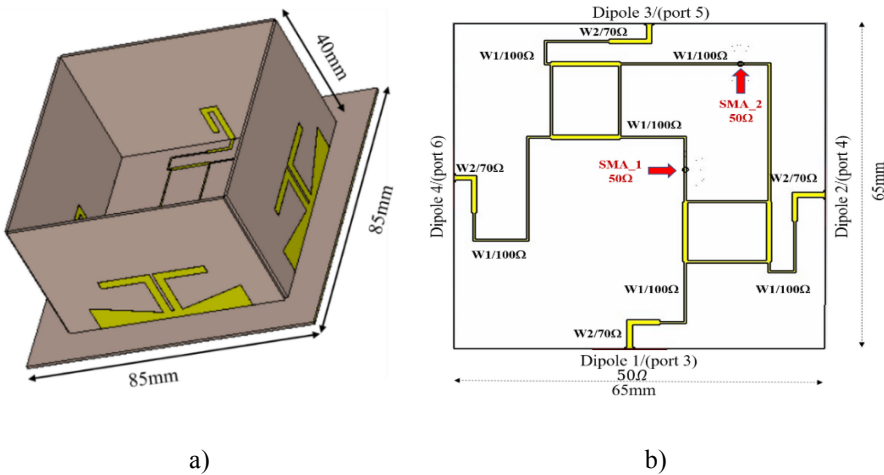 40mm
85mm
85mm
a)
Dipole 3/(port 5)
W2/70Ω
W1/100Ω
W1/100Ω
SMA_2
50Ω
W1/100Ω
SMA_1
50Ω
Dipole 4/(port 6)
W2/70Ω
W2/70Ω
Dipole 2/(port 4)
65mm
W1/100Ω
W1/100Ω
W1/100Ω
W2/70Ω
Dipole 1/(port 3)
50Ω
65mm
b)